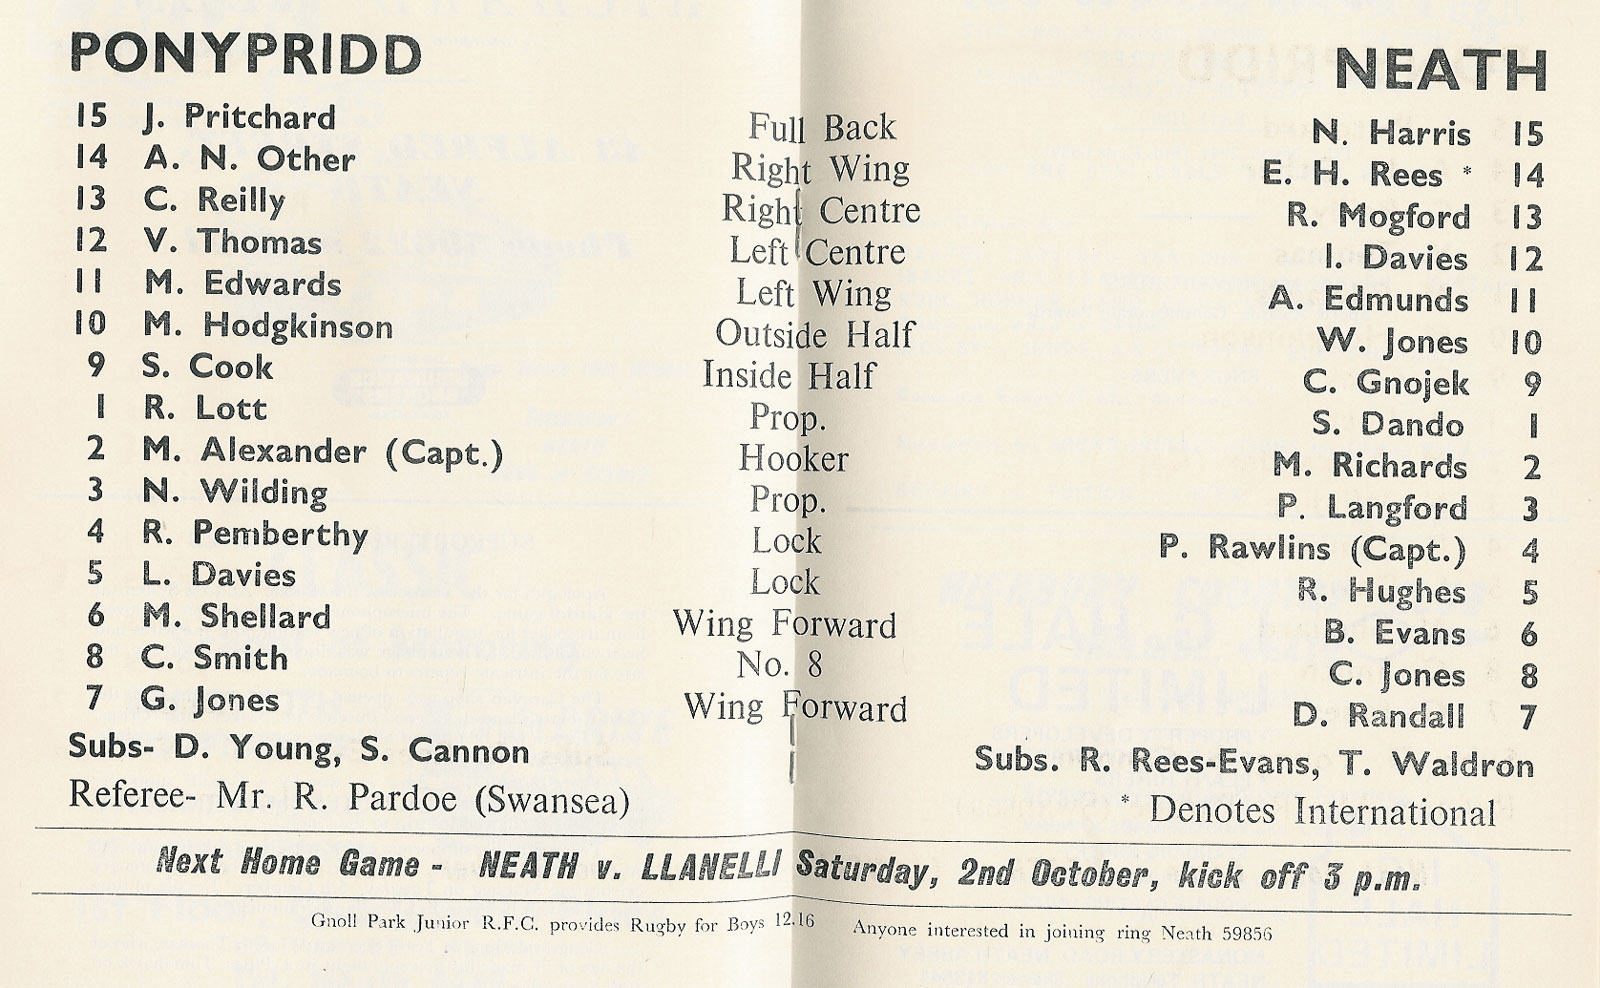 PONYPRIDD NEATH
15 J. Pritchard Full Back N. Harris 15
14 A. N. Other Right Wing E. H. Rees * 14
13 C. Reilly Right Centre R. Mogford 13
12 V. Thomas Left Centre I. Davies 12
11 M. Edwards Left Wing A. Edmunds 11
10 M. Hodgkinson Outside Half W. Jones 10
9 S. Cook Inside Half C. Gnojek 9
1 R. Lott Prop. S. Dando 1
2 M. Alexander (Capt.) Hooker M. Richards 2
3 N. Wilding Prop. P. Langford 3
4 R. Pemberthy Lock P. Rawlins (Capt.) 4
5 L. Davies Lock R. Hughes 5
6 M. Shellard Wing Forward B. Evans 6
8 C. Smith No. 8 C. Jones 8
7 G. Jones Wing Forward D. Randall 7
Subs- D. Young, S. Cannon Subs. R. Rees-Evans, T. Waldron
Referee- Mr. R. Pardoe (Swansea) * Denotes International
Next Home Game - NEATH v. LLANELLI Saturday, 2nd October, kick off 3 p.m.
Gnoll Park Junior R.F.C. provides Rugby for Boys 12.16 Anyone interested in joining ring Neath 59856